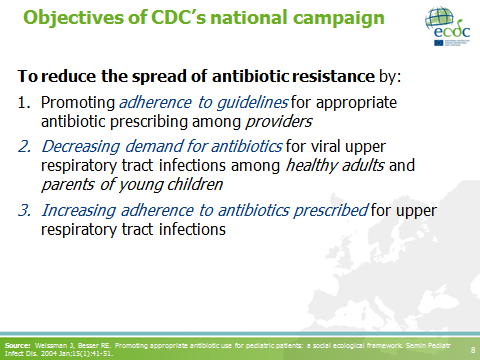 Objectives of CDC's national campaign
ecdc
To reduce the spread of antibiotic resistance by:
1. Promoting adherence to guidelines for appropriate
antibiotic prescribing among providers
2. Decreasing demand for antibiotics for viral upper
respiratory tract infections among healthy adults and
parents of young children
3. Increasing adherence to antibiotics prescribed for upper
respiratory tract infections
Source: Weissman J, Besser RE. Promoting appropriate antibiotic use for pediatric patients: a social ecological framework. Semin Pediatr
Infect Dis. 2004 Jan;15(1):41-51.
8